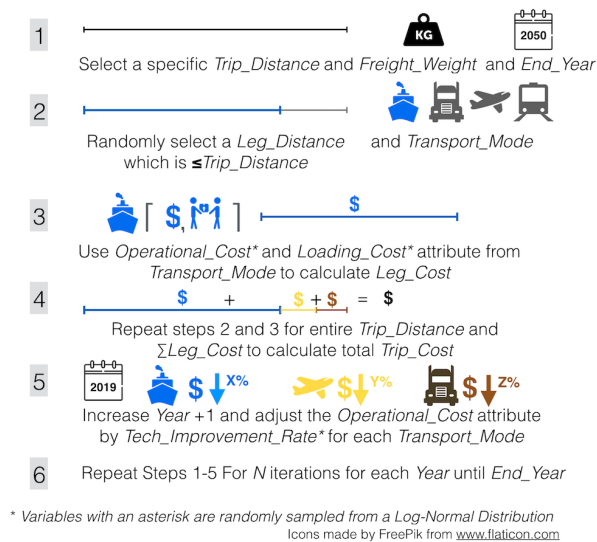 1
KG
2050
Select a specific Trip_Distance and Freight_Weight and End_Year
2
Randomly select a Leg_Distance and Transport_Mode
which is ≤Trip_Distance
3
$,
$
Use Operational_Cost* and Loading_Cost* attribute from
Transport_Mode to calculate Leg_Cost
4
$ + $ + $ = $
Repeat steps 2 and 3 for entire Trip_Distance and
∑Leg_Cost to calculate total Trip_Cost
5
2019 $ X% $ Y% $ Z%
Increase Year +1 and adjust the Operational_Cost attribute
by Tech_Improvement_Rate* for each Transport_Mode
6 Repeat Steps 1-5 For N iterations for each Year until End_Year
* Variables with an asterisk are randomly sampled from a Log-Normal Distribution
Icons made by FreePik from www.flaticon.com